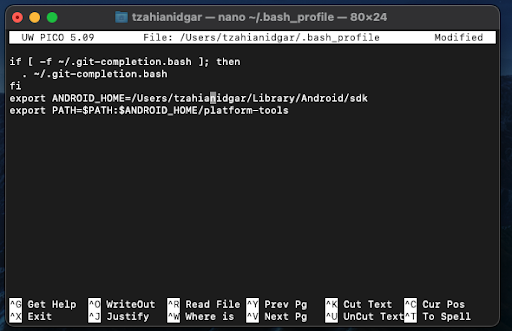 tzahianidgar — nano ~/.bash_profile — 80×24
UW PICO 5.09 File: /Users/tzahianidgar/.bash_profile Modified
if [ -f ~/.git-completion.bash ]; then
. ~/.git-completion.bash
fi
export ANDROID_HOME=/Users/tzahianidgar/Library/Android/sdk
export PATH=$PATH:$ANDROID_HOME/platform-tools
^G Get Help ^O WriteOut ^R Read File ^Y Prev Pg ^K Cut Text ^C Cur Pos
^X Exit ^J Justify ^W Where is ^V Next Pg ^U UnCut Text ^T To Spell